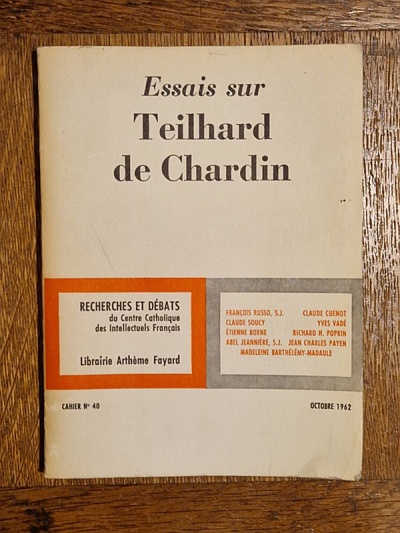 Essais sur
Teilhard
de Chardin
RECHERCHES ET DÉBATS
du Centre Catholique
des Intellectuels Français
Librairie Arthème Fayard
FRANÇOIS RUSSO, S.J. CLAUDE CUENOT
CLAUDE SOUCY YVES VADÉ
ÉTIENNE BORNE RICHARD H. POPKIN
ABEL JEANNIÈRE, S.J. JEAN CHARLES PAYEN
MADELEINE BARTHÉLÉMY-MADAULE
CAHIER N° 40 OCTOBRE 1962